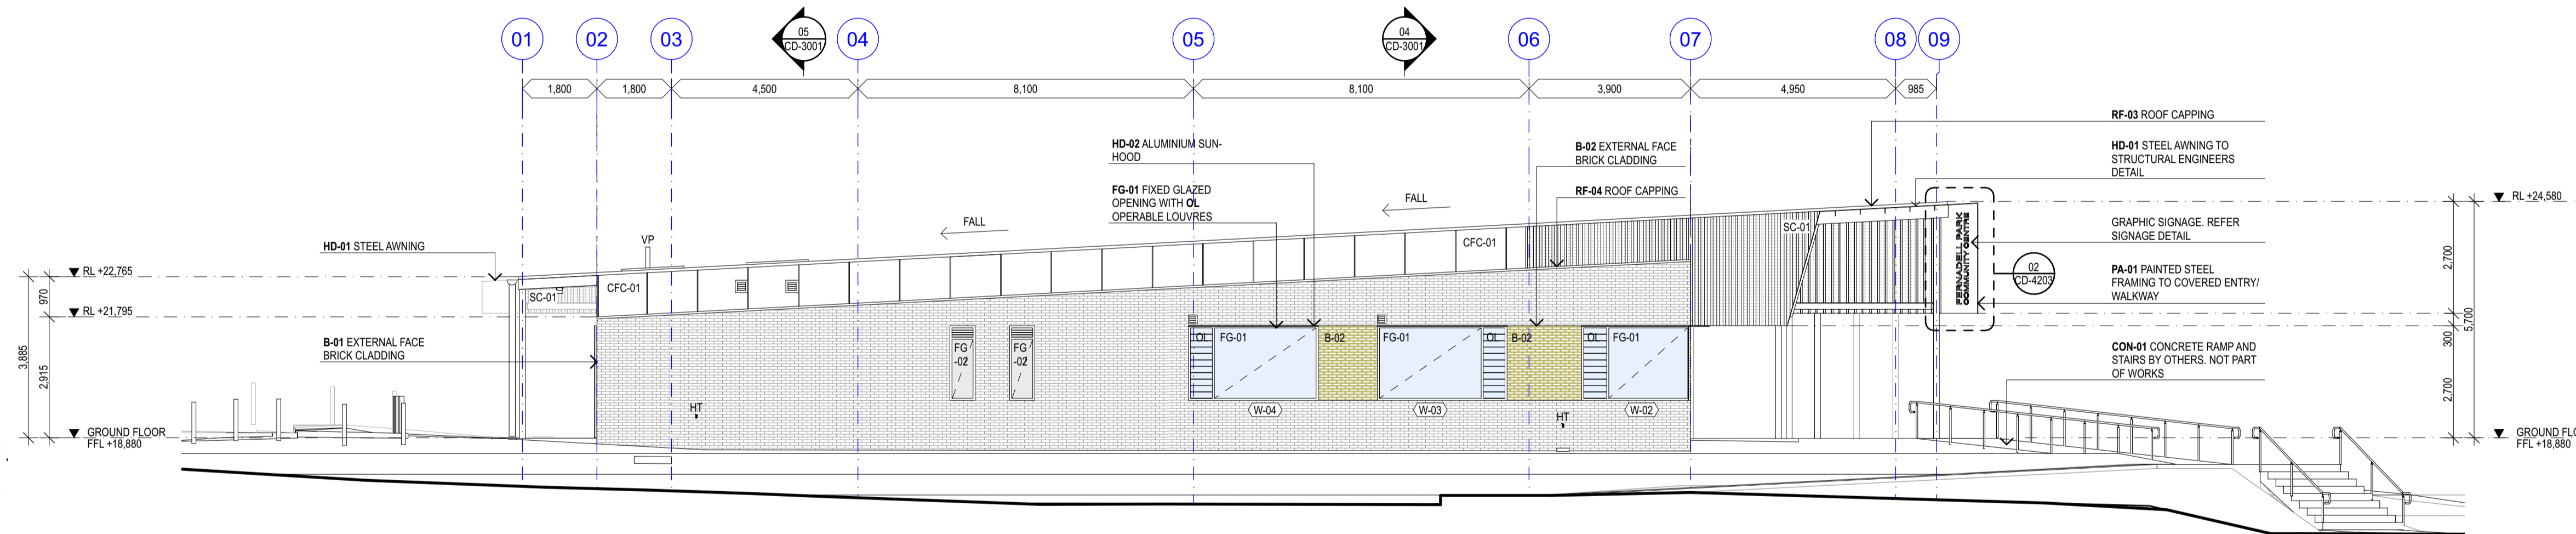 01
02
03
05
CD-3001
04
05
04
CD-3001
06
07
08
09
1,800
1,800
4,500
8,100
8,100
3,900
4,950
985
RF-03 ROOF CAPPING
HD-02 ALUMINIUM SUN-
HOOD
B-02 EXTERNAL FACE
BRICK CLADDING
HD-01 STEEL AWNING TO
STRUCTURAL ENGINEERS
DETAIL
FG-01 FIXED GLAZED
OPENING WITH OL
OPERABLE LOUVRES
RF-04 ROOF CAPPING
RL +24,580
FALL
FALL
GRAPHIC SIGNAGE. REFER
SIGNAGE DETAIL
SC-01
FERNADELL PARK
COMMUNITY CENTRE
HD-01 STEEL AWNING
VP
CFC-01
2,700
5,700
RL +22,765
PA-01 PAINTED STEEL
FRAMING TO COVERED ENTRY/
WALKWAY
02
CD-4203
970
SC-01
CFC-01
RL +21,795
B-01 EXTERNAL FACE
BRICK CLADDING
FG
-02
FG
-02
OL
FG-01
B-02
FG-01
OL
B-02
OL
FG-01
300
CON-01 CONCRETE RAMP AND
STAIRS BY OTHERS. NOT PART
OF WORKS
3,885
2,915
2,700
HT
W-04
W-03
HT
W-02
GROUND FLOOR
FFL +18,880
GROUND FLO
FFL +18,880